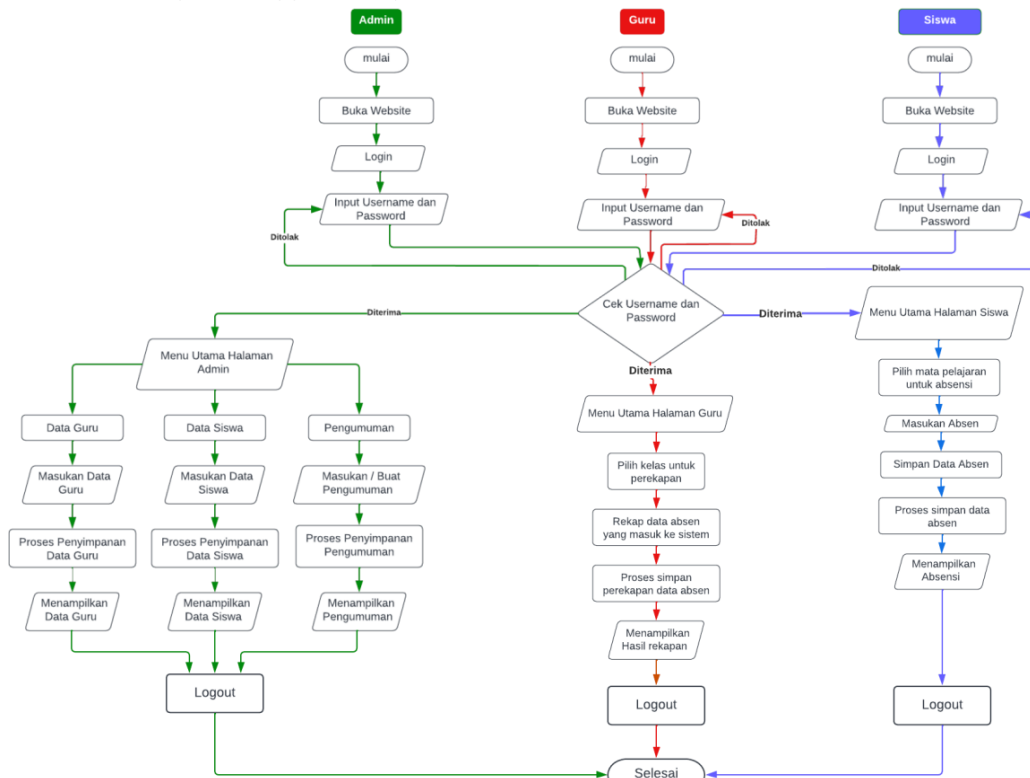 Admin
Guru
Siswa
mulai
mulai
mulai
Buka Website
Buka Website
Buka Website
Login
Login
Login
Input Username dan
Password
Input Username dan
Password
Input Username dan
Password
Ditolak
Ditolak
Ditolak
Cek Username dan
Password
Diterima
Diterima
Diterima
Menu Utama Halaman
Admin
Menu Utama Halaman Guru
Menu Utama Halaman Siswa
Data Guru
Data Siswa
Pengumuman
Masukan Data
Guru
Masukan Data
Siswa
Masukan / Buat
Pengumuman
Proses Penyimpanan
Data Guru
Proses Penyimpanan
Data Siswa
Proses Penyimpanan
Pengumuman
Menampilkan
Data Guru
Menampilkan
Data Siswa
Menampilkan
Pengumuman
Logout
Pilih kelas untuk
perekapan
Rekap data absen
yang masuk ke sistem
Proses simpan
perekapan data absen
Menampilkan
Hasil rekapan
Logout
Pilih mata pelajaran
untuk absensi
Masukan Absen
Simpan Data Absen
Proses simpan data
absen
Menampilkan
Absensi
Logout
Selesai